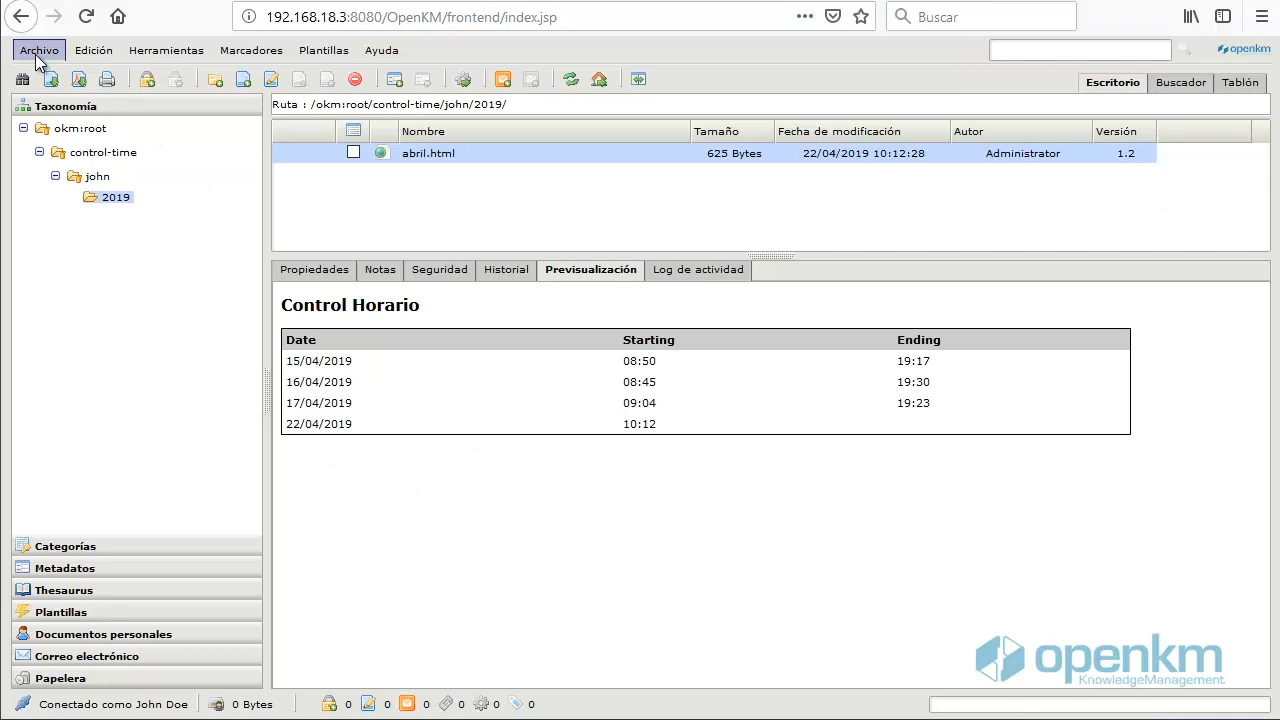 192.168.18.3:8080/OpenKM/frontend/index.jsp
Buscar
Archivo Edición Herramientas Marcadores Plantillas Ayuda
openkm
Escritorio Buscador Tablón
Taxonomía
Ruta : /okm:root/control-time/john/2019/
okm:root
control-time
john
2019
Nombre Tamaño Fecha de modificación Autor Versión
abril.html 625 Bytes 22/04/2019 10:12:28 Administrator 1.2
Propiedades Notas Seguridad Historial Previsualización Log de actividad
Control Horario
Date Starting Ending
15/04/2019 08:50 19:17
16/04/2019 08:45 19:30
17/04/2019 09:04 19:23
22/04/2019 10:12
Categorías
Metadatos
Thesaurus
Plantillas
Documentos personales
Correo electrónico
Papelera
openkm
KnowledgeManagement
Conectado como John Doe 0 Bytes 0 0 0 0 0 0